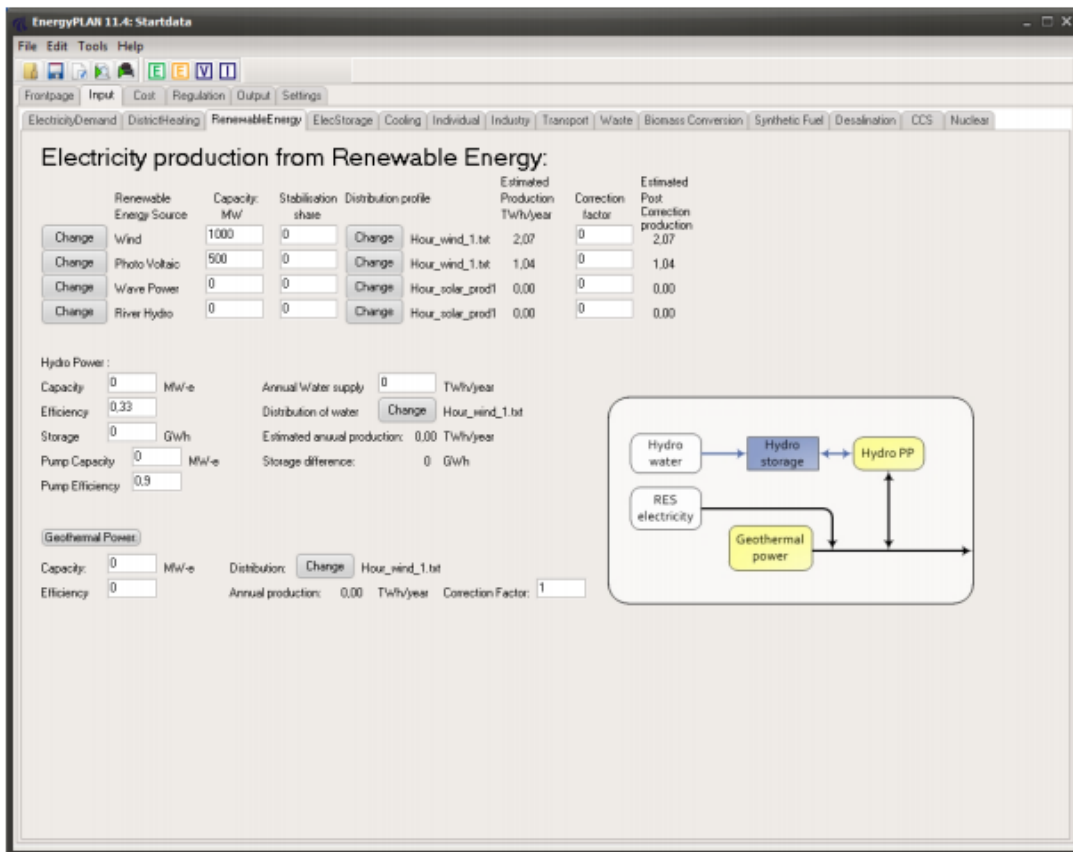 EnergyPLAN 11.4: Startdata
File Edit Tools Help
E E V I
Frontpage Input Cost Regulation Output Settings
ElectricityDemand DistrictHeating RenewableEnergy ElecStorage Cooling Individual Industry Transport Waste Biomass Conversion Synthetic Fuel Desalination CCS Nuclear
Electricity production from Renewable Energy:
Renewable Energy Source Capacity: MW Stabilisation share Distribution profile Estimated Production TWh/year Correction factor Estimated Post Correction production
Change Wind 1000 0 Change Hour_wind_1.txt 2,07 0 2,07
Change Photo Voltaic 500 0 Change Hour_wind_1.txt 1,04 0 1,04
Change Wave Power 0 0 Change Hour_solar_prod1 0,00 0 0,00
Change River Hydro 0 0 Change Hour_solar_prod1 0,00 0 0,00
Hydro Power :
Capacity 0 MW-e Annual Water supply 0 TWh/year
Efficiency 0,33 Distribution of water Change Hour_wind_1.txt
Storage 0 GWh Estimated anuual production: 0,00 TWh/year
Pump Capacity 0 MW-e Storage difference: 0 GWh
Pump Efficiency 0,9
Hydro water
Hydro storage
Hydro PP
RES electricity
Geothermal power
Geothermal Power
Capacity: 0 MW-e Distribution: Change Hour_wind_1.txt
Efficiency 0 Annual production: 0,00 TWh/year Correction Factor: 1